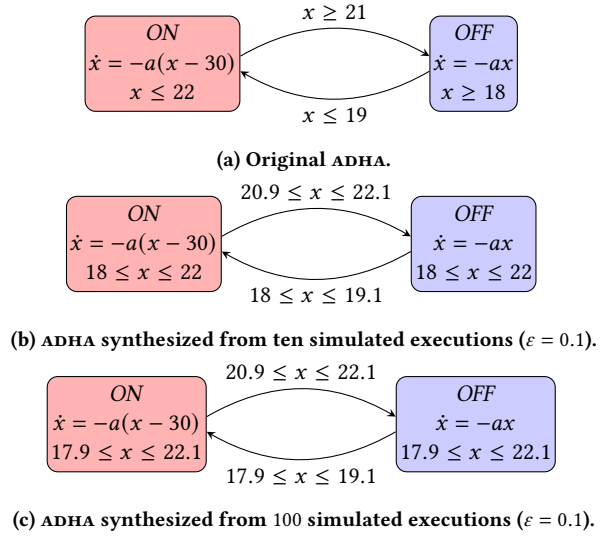 x ≥ 21
ON
ẋ = −a(x − 30)
x ≤ 22
OFF
ẋ = −ax
x ≥ 18
x ≤ 19
(a) Original ADHA.
20.9 ≤ x ≤ 22.1
ON
ẋ = −a(x − 30)
18 ≤ x ≤ 22
OFF
ẋ = −ax
18 ≤ x ≤ 22
18 ≤ x ≤ 19.1
(b) ADHA synthesized from ten simulated executions (ε = 0.1).
20.9 ≤ x ≤ 22.1
ON
ẋ = −a(x − 30)
17.9 ≤ x ≤ 22.1
OFF
ẋ = −ax
17.9 ≤ x ≤ 22.1
17.9 ≤ x ≤ 19.1
(c) ADHA synthesized from 100 simulated executions (ε = 0.1).